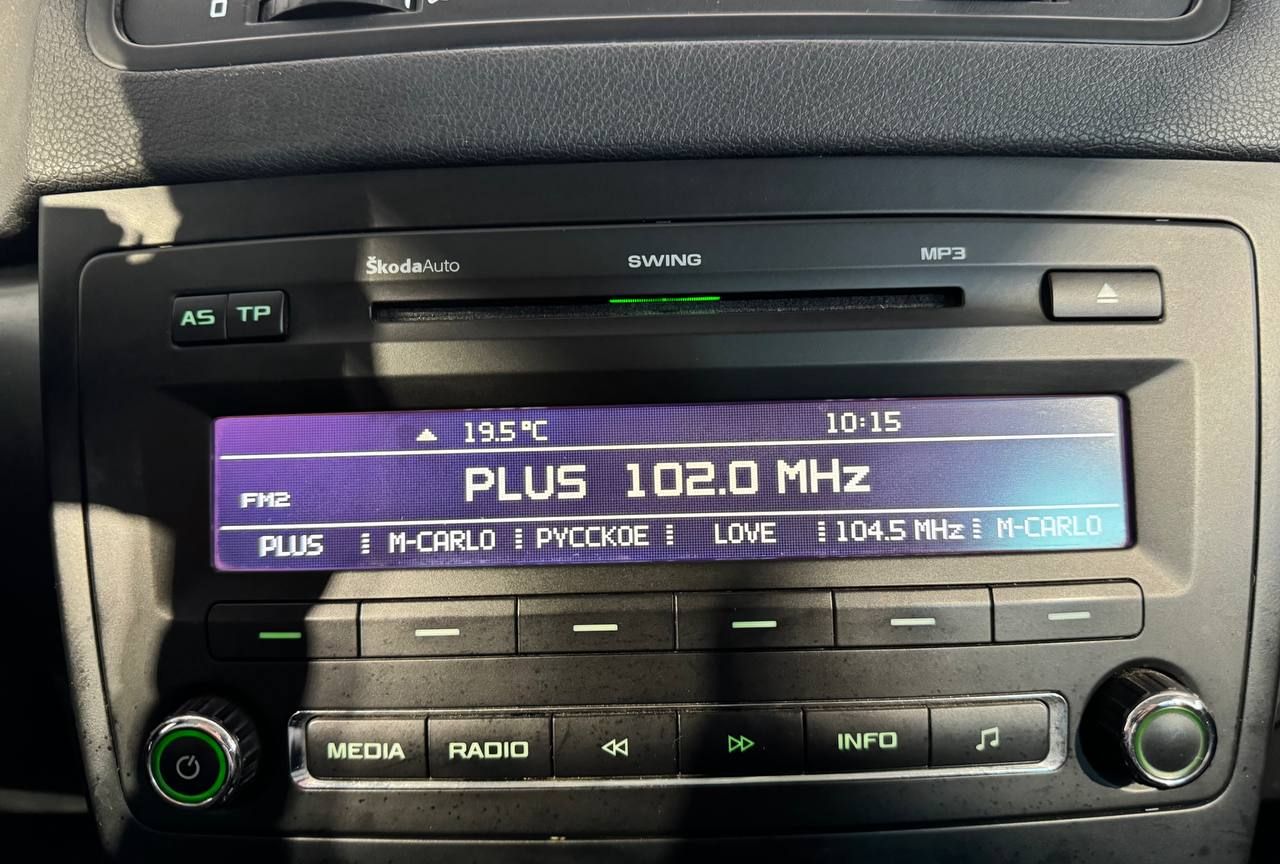 0
ŠkodaAuto SWING MP3
AS TP
19.5°C 10:15
FM2 PLUS 102.0 MHz
PLUS M-CARLO РУССКОЕ LOVE 104.5 MHz M-CARLO
MEDIA RADIO INFO